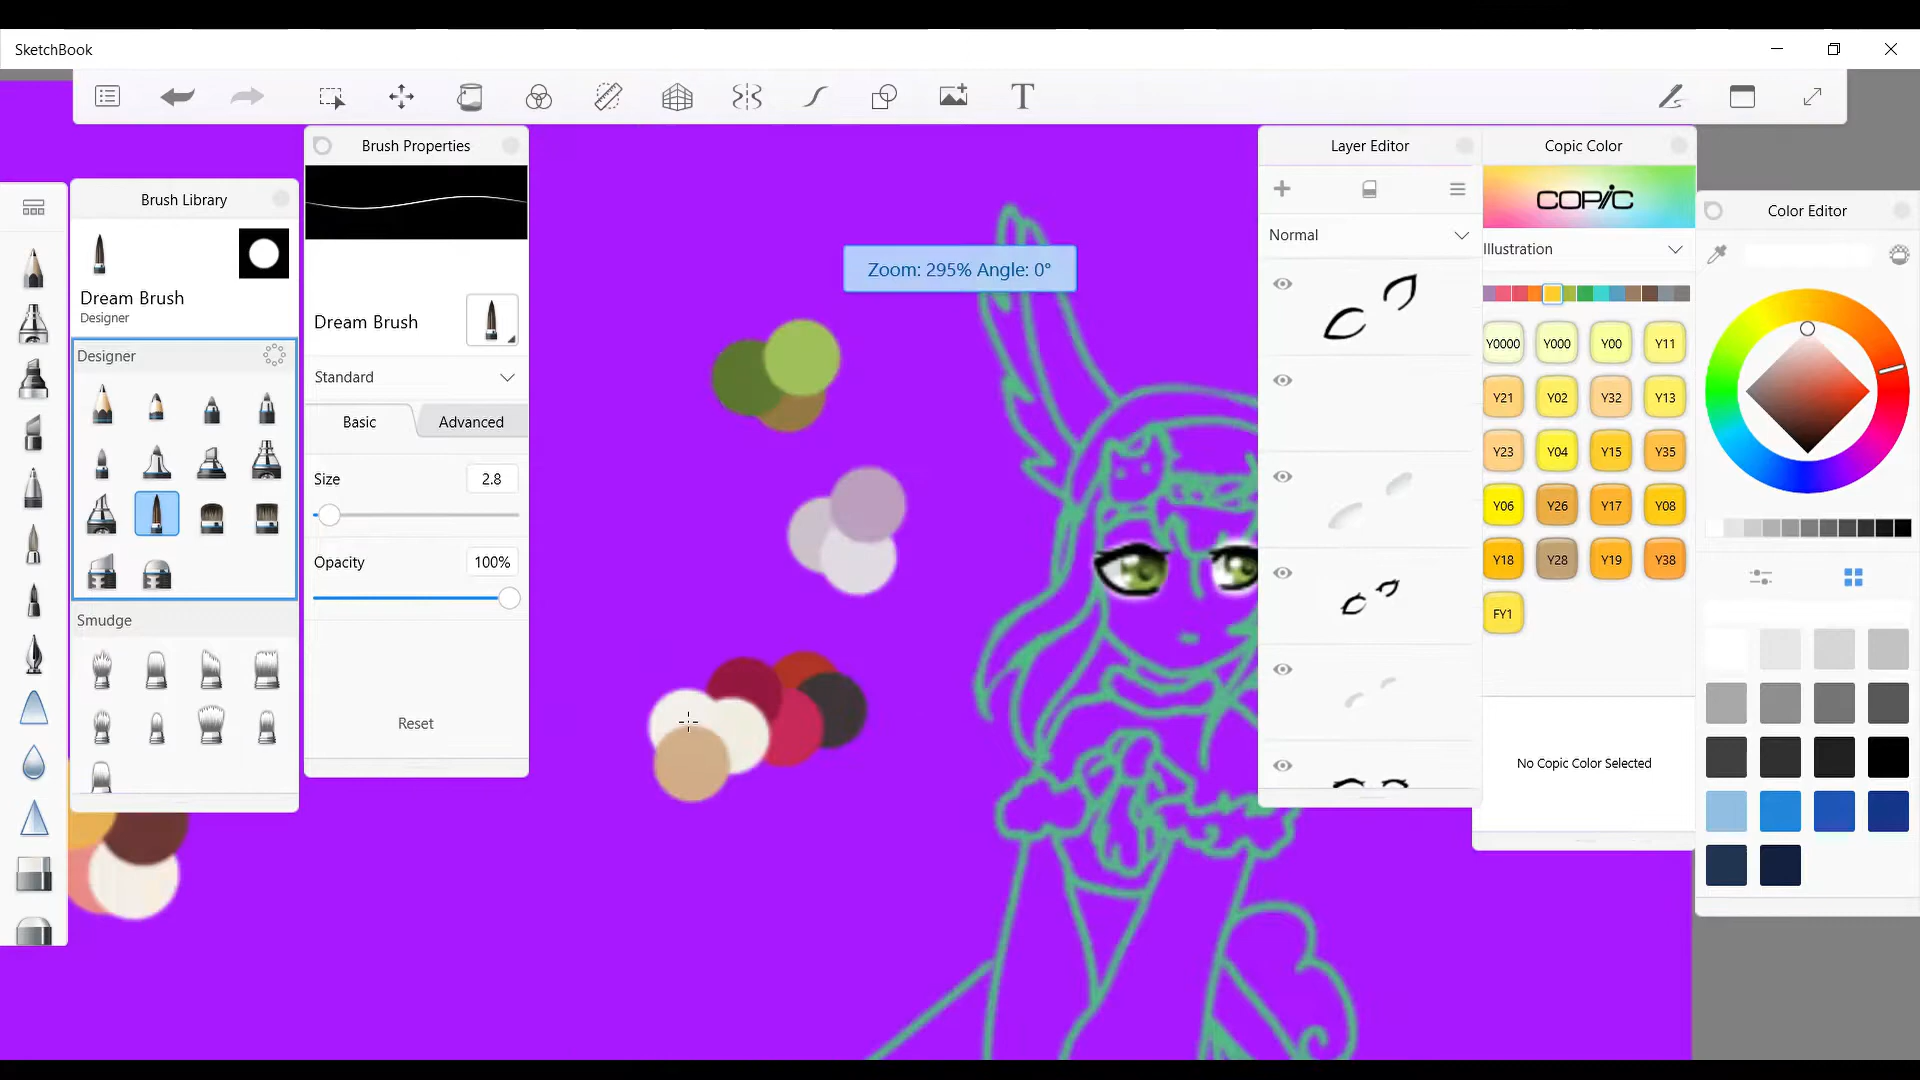 SketchBook
T
Brush Properties
Layer Editor
Copic Color
COPIC
Brush Library
Color Editor
Normal
Illustration
Zoom: 295% Angle: 0°
Dream Brush
Designer
Dream Brush
Designer
Standard
Basic
Advanced
Size
2.8
Opacity
100%
Reset
Smudge
Y0000
Y000
Y00
Y11
Y21
Y02
Y32
Y13
Y23
Y04
Y15
Y35
Y06
Y26
Y17
Y08
Y18
Y28
Y19
Y38
FY1
No Copic Color Selected